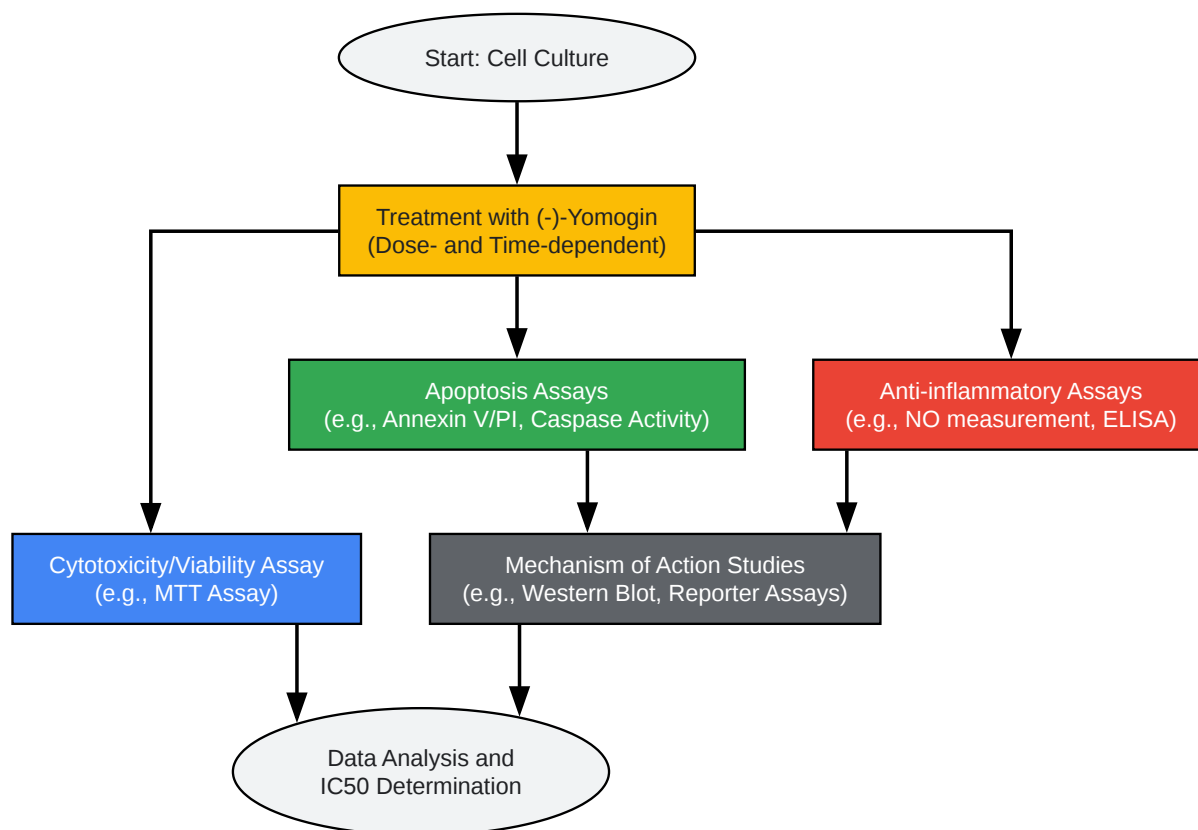 Start: Cell Culture
Treatment with (-)-Yomogin
(Dose- and Time-dependent)
Apoptosis Assays
(e.g., Annexin V/PI, Caspase Activity)
Anti-inflammatory Assays
(e.g., NO measurement, ELISA)
Cytotoxicity/Viability Assay
(e.g., MTT Assay)
Mechanism of Action Studies
(e.g., Western Blot, Reporter Assays)
Data Analysis and
IC50 Determination